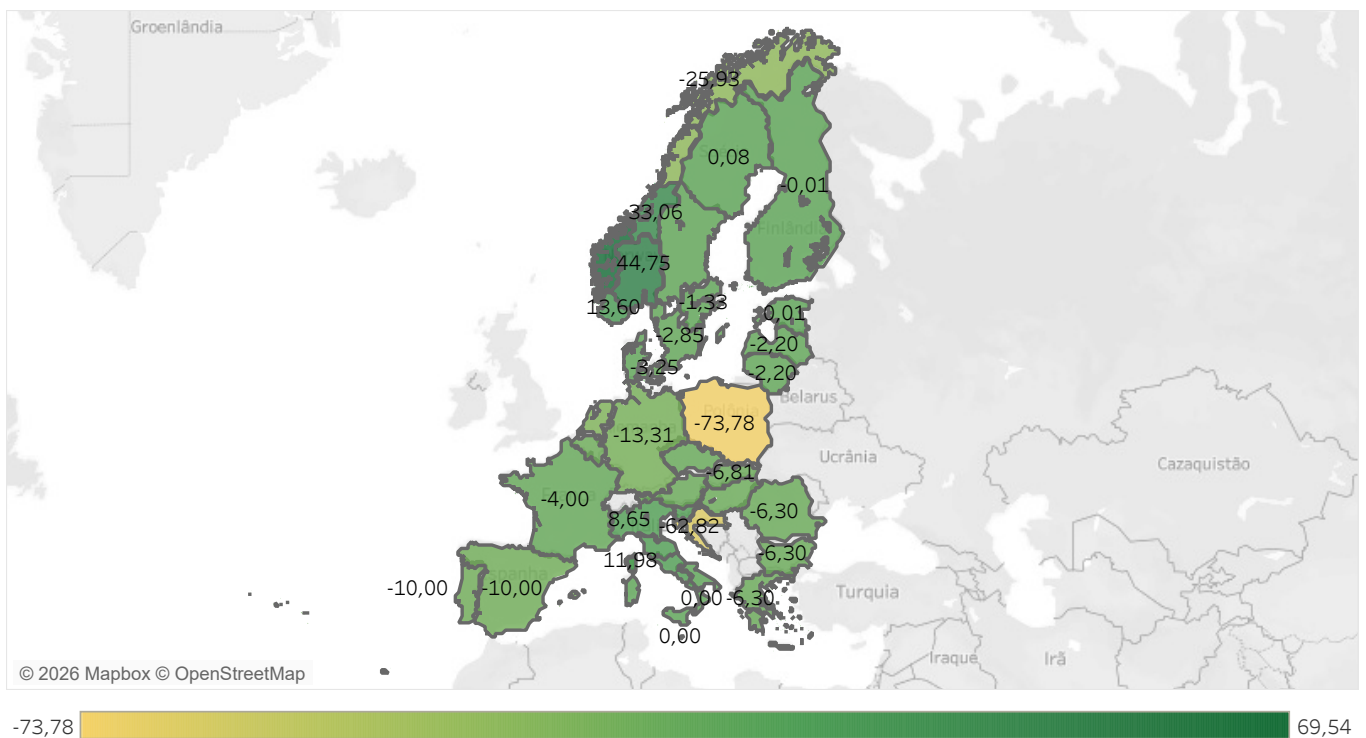 Groenlândia
-25,93
0,08
-0,01
33,06
Finlândia
44,75
13,60
-1,33
0,01
-2,85
-2,20
-3,25
-2,20
Belarus
Polônia
-73,78
-13,31
Ucrânia
-6,81
Cazaquistão
-4,00
-6,30
8,65
-62,82
-6,30
11,98
Espanha
-10,00
-10,00
0,00
-6,30
Turquia
0,00
Iraque
Irã
© 2026 Mapbox © OpenStreetMap
-73,78
69,54